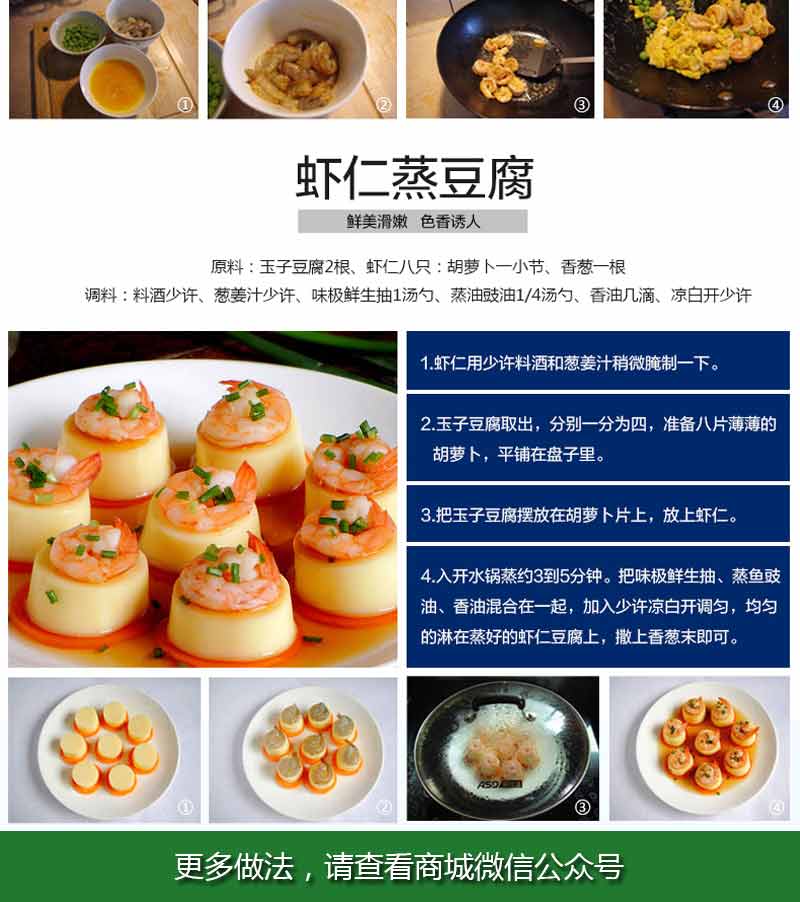 ① ② ③ ④
虾仁蒸豆腐
鲜美滑嫩 色香诱人
原料：玉子豆腐2根、虾仁八只：胡萝卜一小节、香葱一根
调料：料酒少许、葱姜汁少许、味极鲜生抽1汤勺、蒸油豉油1/4汤勺、香油几滴、凉白开少许
1.虾仁用少许料酒和葱姜汁稍微腌制一下。
2.玉子豆腐取出，分别一分为四，准备八片薄薄的
胡萝卜，平铺在盘子里。
3.把玉子豆腐摆放在胡萝卜片上，放上虾仁。
4.入开水锅蒸约3到5分钟。把味极鲜生抽、蒸鱼豉
油、香油混合在一起，加入少许凉白开调匀，均匀
的淋在蒸好的虾仁豆腐上，撒上香葱末即可。
ASD
① ② ③ ④
更多做法，请查看商城微信公众号